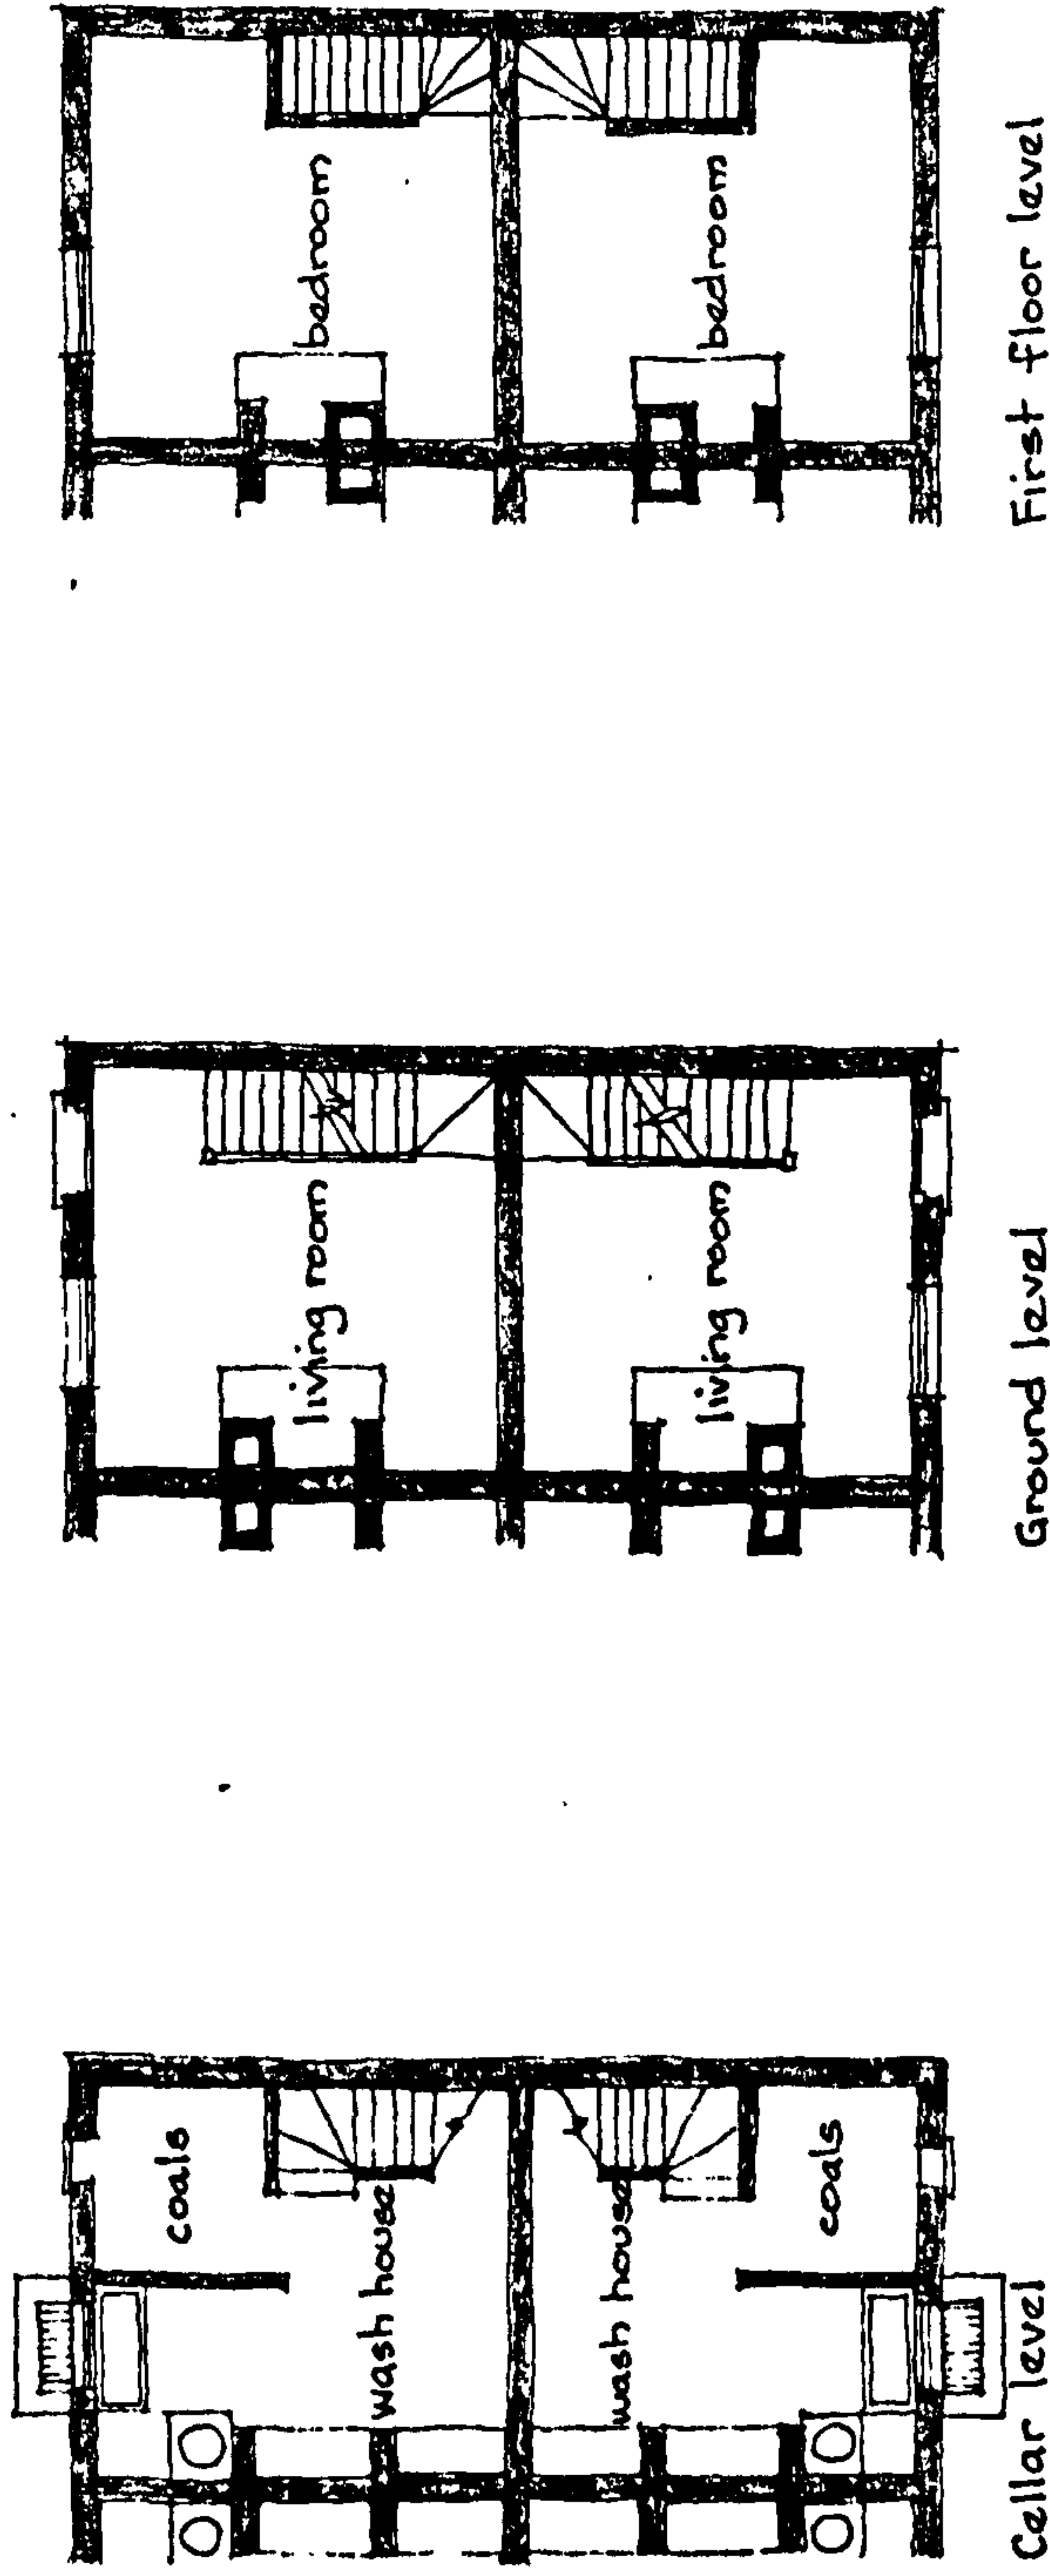 coals
wash house
wash house
coals
Cellar level
living room
living room
Ground level
bedroom
bedroom
First floor level